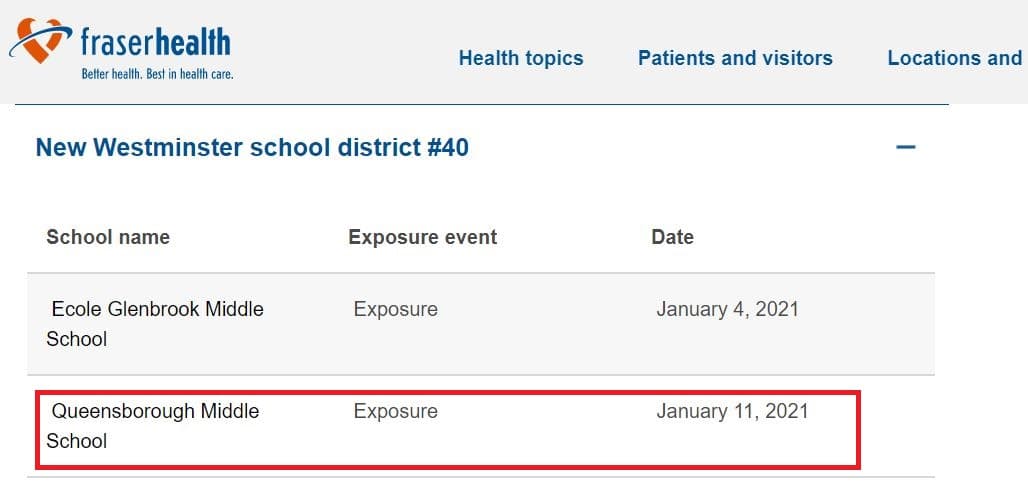 fraserhealth
Better health. Best in health care.
Health topics Patients and visitors Locations and
New Westminster school district #40
School name Exposure event Date
Ecole Glenbrook Middle Exposure January 4, 2021
School
Queensborough Middle Exposure January 11, 2021
School